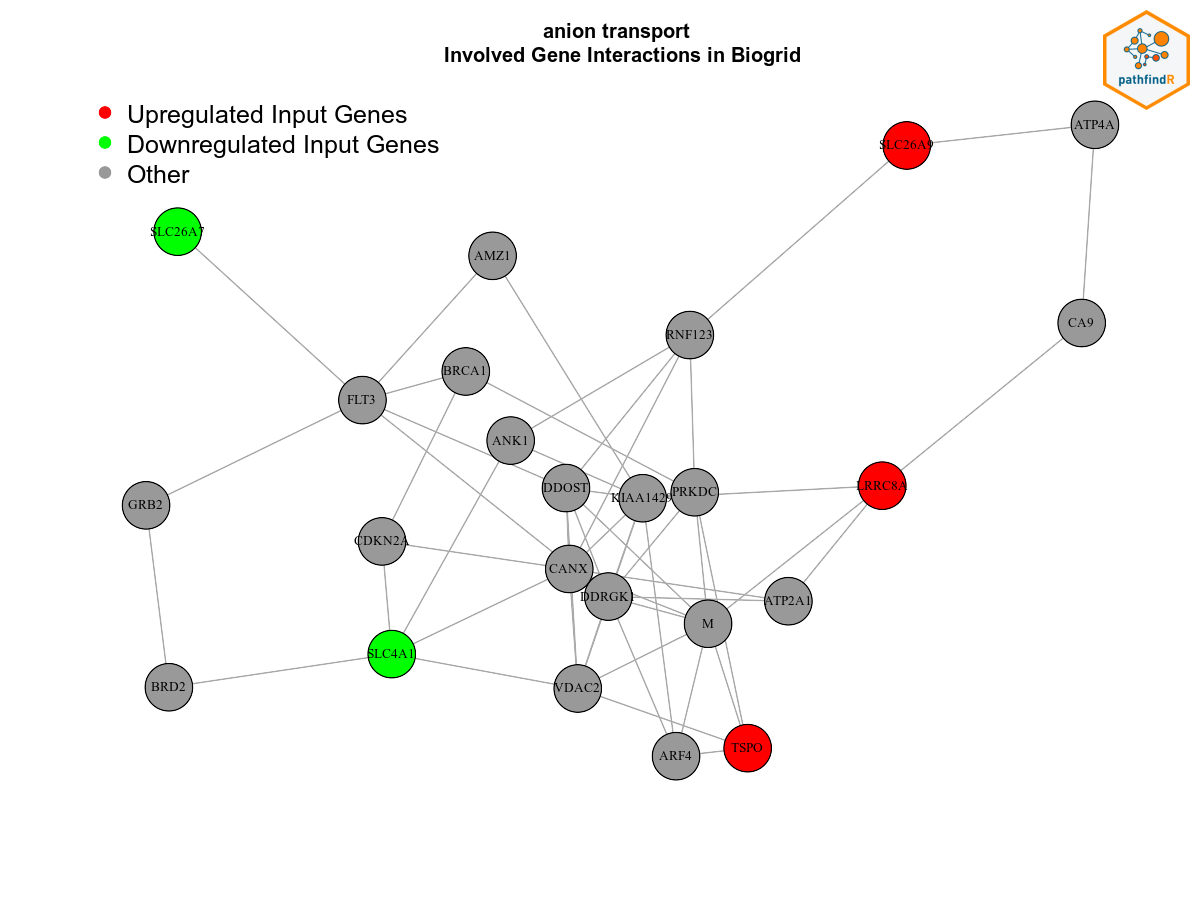 anion transport
Involved Gene Interactions in Biogrid
pathfindR
Upregulated Input Genes
Downregulated Input Genes
Other
ATP4A
SLC26A9
SLC26A7
AMZ1
CA9
RNF123
BRCA1
FLT3
ANK1
DDOST
KIAA1429
PRKDC
LRRC8A
GRB2
CDKN2A
CANX
DDRGK1
ATP2A1
M
SLC4A1
BRD2
VDAC2
ARF4
TSPO